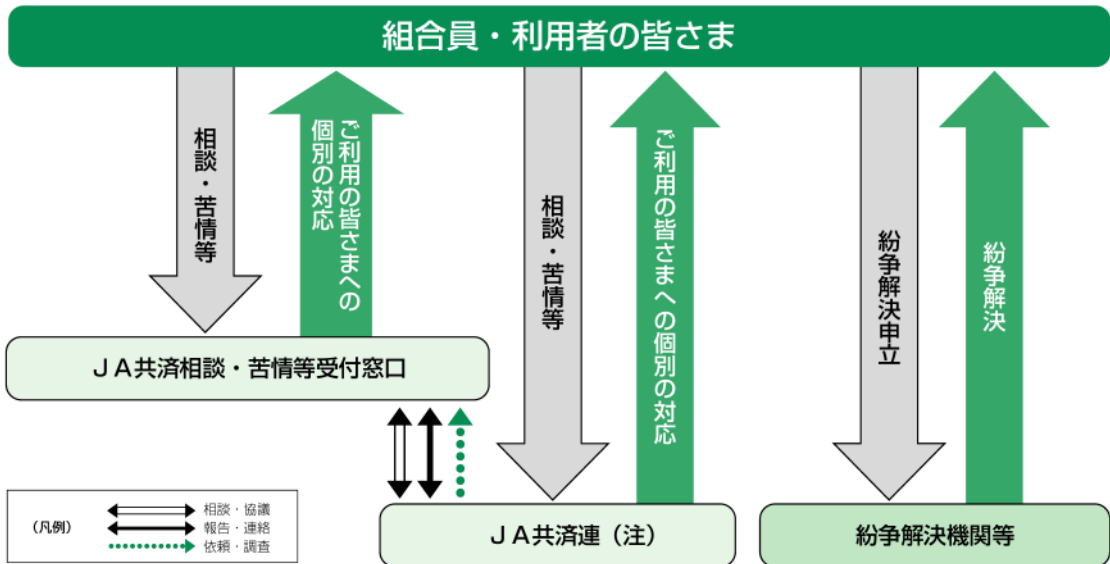 組合員・利用者の皆さま
相談・苦情等
ご利用の皆さまへの
個別の対応
相談・苦情等
ご利用の皆さまへの個別の対応
紛争解決申立
紛争解決
ＪＡ共済相談・苦情等受付窓口
（凡例）
相談・協議
報告・連絡
依頼・調査
ＪＡ共済連（注）
紛争解決機関等